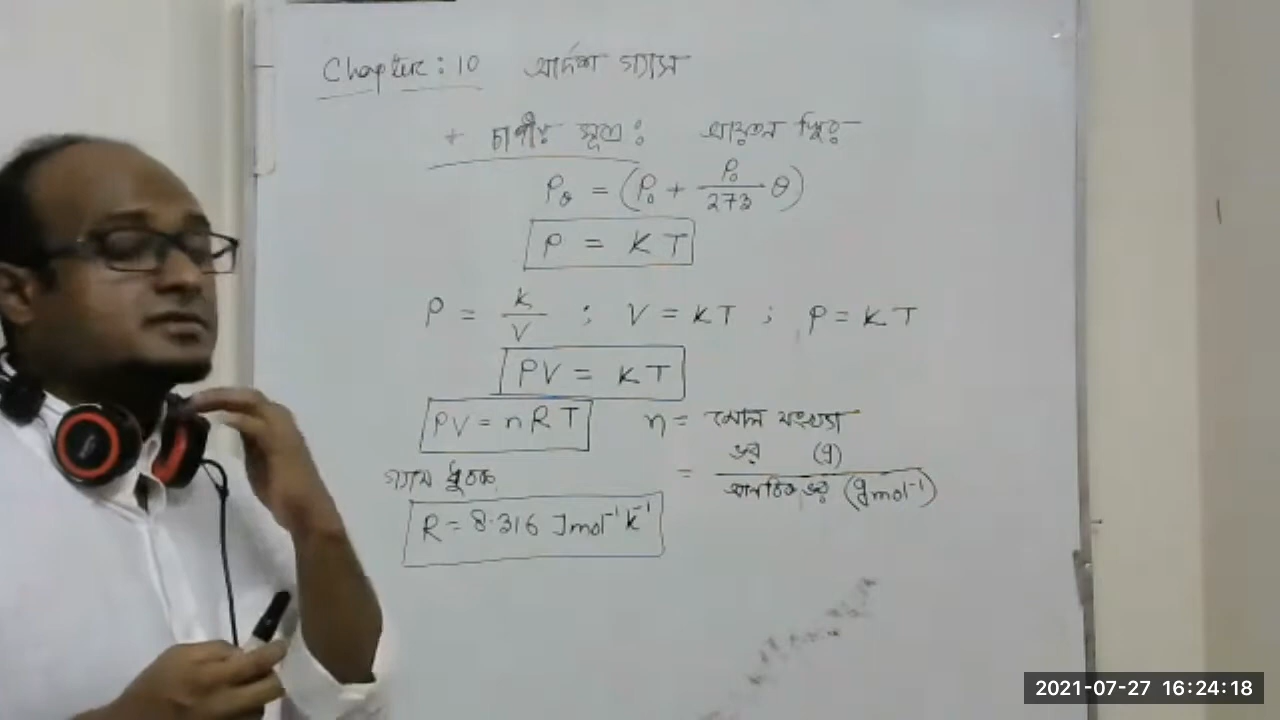 Chapter: 10 আদর্শ গ্যাস
+ চাপীয় সূত্র: আয়তন স্থির
P_θ = (P₀ + P₀/273 θ)
P = KT
P = K/V ; V = KT ; P = KT
PV = KT
PV = nRT n = মোল সংখ্যা
= ভর (g) / আণবিক ভর (gmol⁻¹)
গ্যাস ধ্রুবক
R = 8.316 Jmol⁻¹K⁻¹
2021-07-27 16:24:18